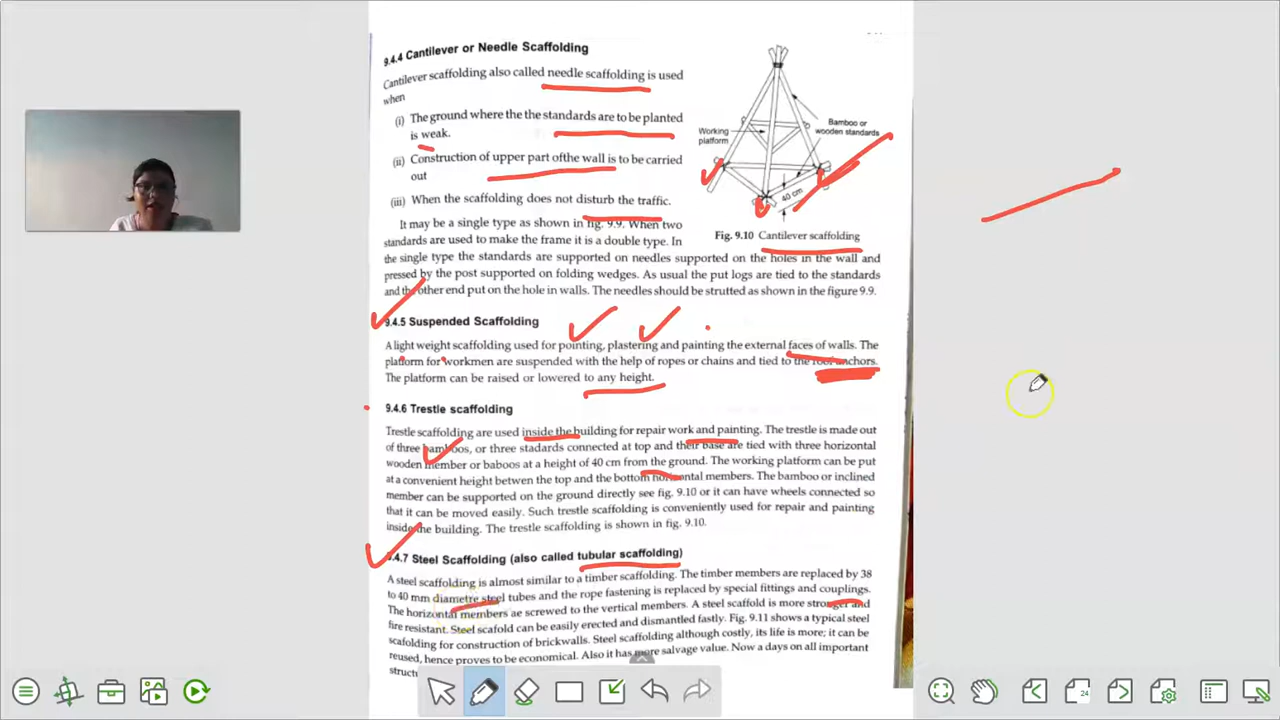 9.4.4 Cantilever or Needle Scaffolding
Cantilever scaffolding also called needle scaffolding is used
when
(i) The ground where the the standards are to be planted
is weak.
(ii) Construction of upper part ofthe wall is to be carried
out
(iii) When the scaffolding does not disturb the traffic.
It may be a single type as shown in fig. 9.9. When two
standards are used to make the frame it is a double type. In
the single type the standards are supported on needles supported on the holes in the wall and
pressed by the post supported on folding wedges. As usual the put logs are tied to the standards
and the other end put on the hole in walls. The needles should be strutted as shown in the figure 9.9.
Working
platform
Bamboo or
wooden standards
40 cm
Fig. 9.10 Cantilever scaffolding
9.4.5 Suspended Scaffolding
A light weight scaffolding used for pointing, plastering and painting the external faces of walls. The
platform for workmen are suspended with the help of ropes or chains and tied to the roof anchors.
The platform can be raised or lowered to any height.
9.4.6 Trestle scaffolding
Trestle scaffolding are used inside the building for repair work and painting. The trestle is made out
of three bamboos, or three stadards connected at top and their base are tied with three horizontal
wooden member or baboos at a height of 40 cm from the ground. The working platform can be put
at a convenient height betwen the top and the bottom horizontal members. The bamboo or inclined
member can be supported on the ground directly see fig. 9.10 or it can have wheels connected so
that it can be moved easily. Such trestle scaffolding is conveniently used for repair and painting
inside the building. The trestle scaffolding is shown in fig. 9.10.
9.4.7 Steel Scaffolding (also called tubular scaffolding)
A steel scaffolding is almost similar to a timber scaffolding. The timber members are replaced by 38
to 40 mm diametre steel tubes and the rope fastening is replaced by special fittings and couplings.
The horizontal members ae screwed to the vertical members. A steel scaffold is more stronger and
fire resistant. Steel scafold can be easily erected and dismantled fastly. Fig. 9.11 shows a typical steel
scafolding for construction of brickwalls. Steel scaffolding although costly, its life is more; it can be
reused, hence proves to be economical. Also it has more salvage value. Now a days on all important
24